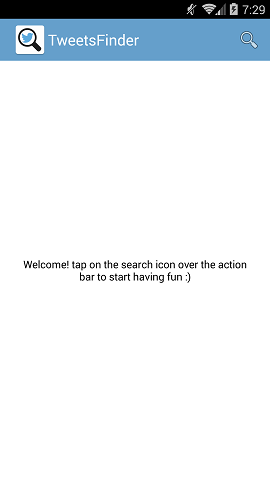 7:29
TweetsFinder
Welcome! tap on the search icon over the action
bar to start having fun :)